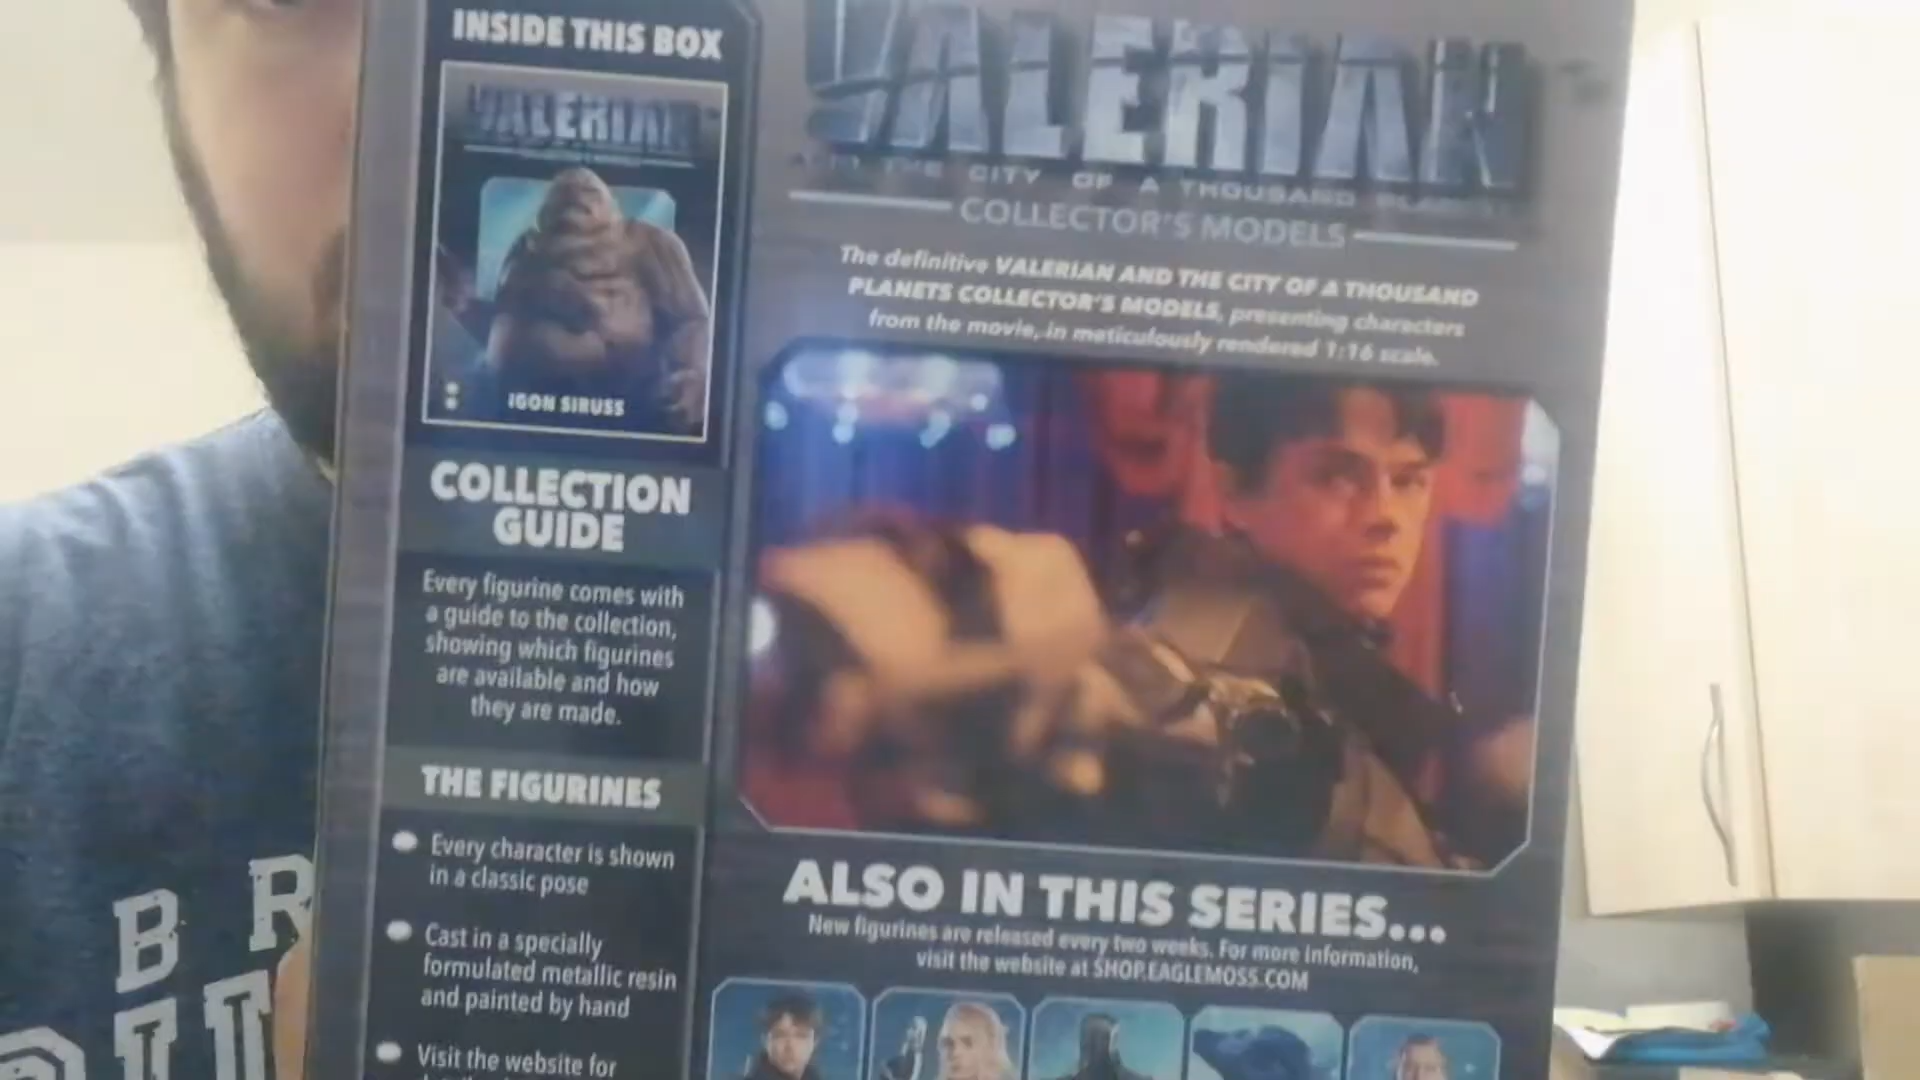 INSIDE THIS BOX
VALERIAN
IGON SIRUSS
COLLECTION
GUIDE
Every figurine comes with
a guide to the collection,
showing which figurines
are available and how
they are made.
THE FIGURINES
Every character is shown
in a classic pose
Cast in a specially
formulated metallic resin
and painted by hand
Visit the website for
VALERIAN
AND THE CITY OF A THOUSAND PLANETS
COLLECTOR'S MODELS
The definitive VALERIAN AND THE CITY OF A THOUSAND
PLANETS COLLECTOR'S MODELS, presenting characters
from the movie, in meticulously rendered 1:16 scale.
ALSO IN THIS SERIES...
New figurines are released every two weeks. For more information,
visit the website at SHOP.EAGLEMOSS.COM
B R